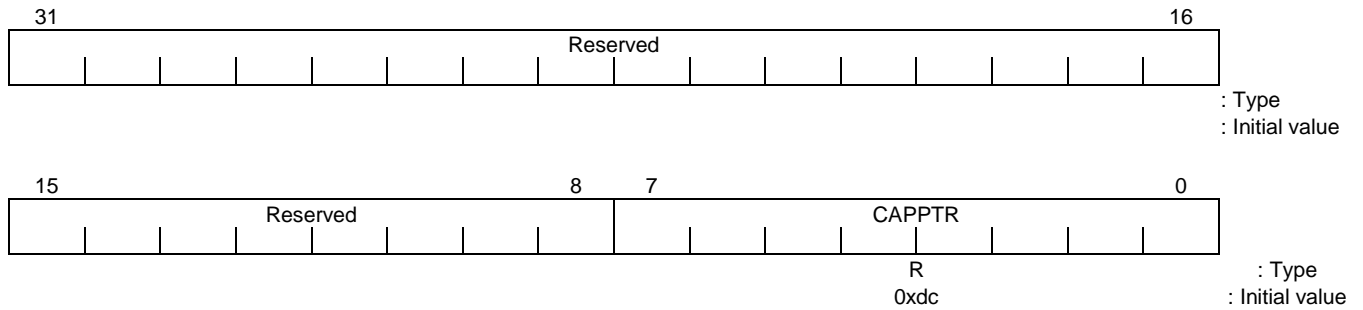 31 16
Reserved
: Type
: Initial value
15 8 7 0
Reserved CAPPTR
R : Type
0xdc : Initial value